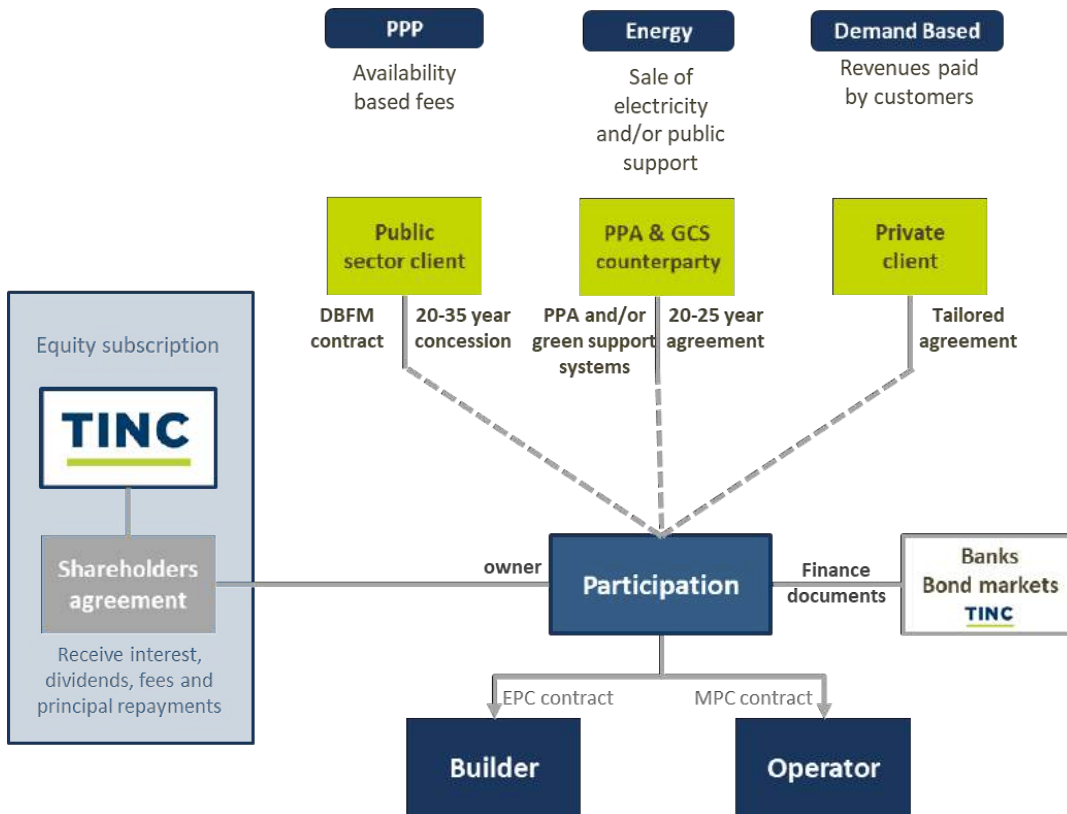 PPP
Availability
based fees
Energy
Sale of
electricity
and/or public
support
Demand Based
Revenues paid
by customers
Public
sector client
PPA & GCS
counterparty
Private
client
DBFM
contract
20-35 year
concession
PPA and/or
green support
systems
20-25 year
agreement
Tailored
agreement
Equity subscription
TINC
Shareholders
agreement
Receive interest,
dividends, fees and
principal repayments
owner
Participation
Finance
documents
Banks
Bond markets
TINC
EPC contract
MPC contract
Builder
Operator